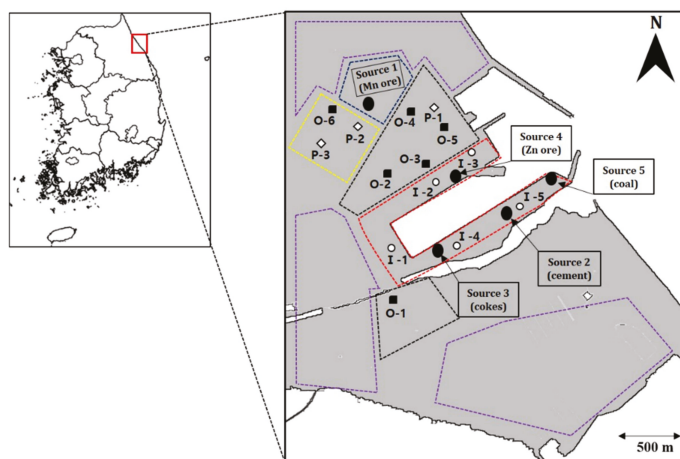 N
Source 1
(Mn ore)
O-6
O-4
P-1
P-2
O-5
P-3
O-3
I-3
Source 4
(Zn ore)
O-2
I-2
Source 5
(coal)
I-5
I-1
I-4
Source 2
(cement)
Source 3
(cokes)
O-1
500 m